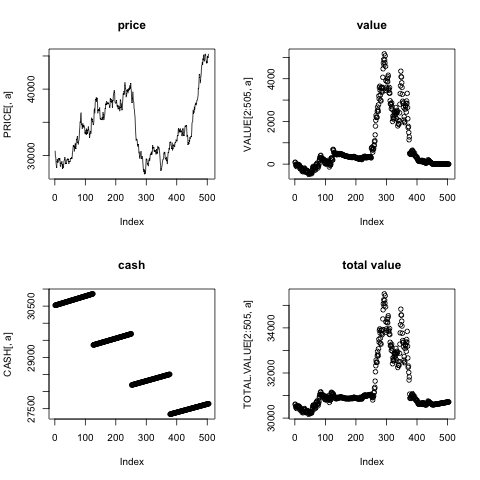 price
PRICE[, a]
30000
40000
0 100 200 300 400 500
Index
value
VALUE[2:505, a]
0 2000 4000
0 100 200 300 400 500
Index
cash
CASH[, a]
27500 29000 30500
0 100 200 300 400 500
Index
total value
TOTAL.VALUE[2:505, a]
30000 32000 34000
0 100 200 300 400 500
Index